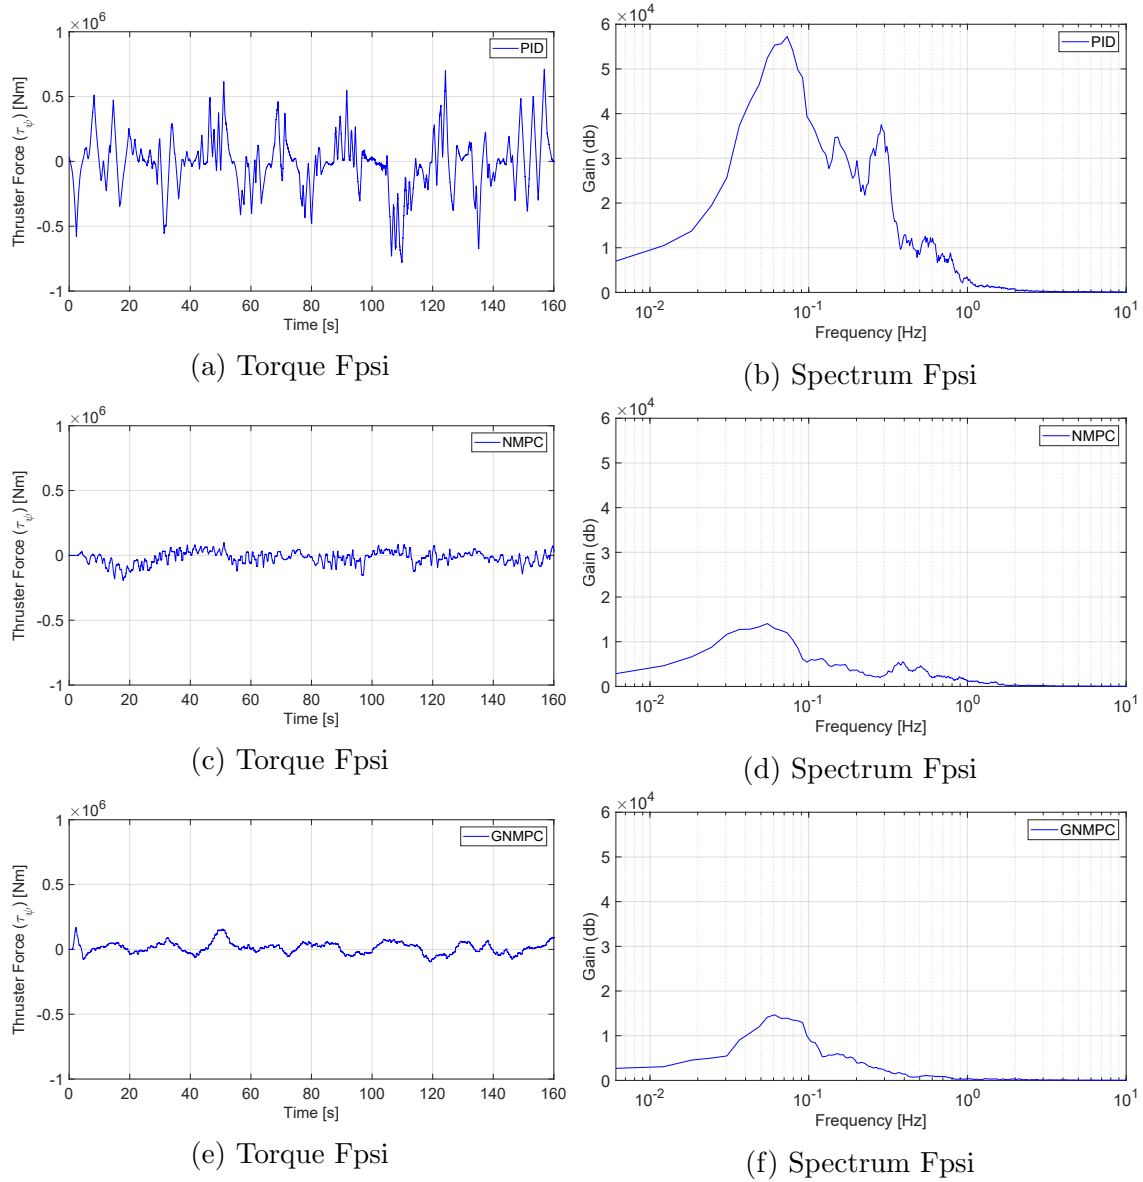 ×10^6
1
0.5
0
-0.5
-1
Thruster Force (τ_ψ) [Nm]
PID
0 20 40 60 80 100 120 140 160
Time [s]
(a) Torque Fpsi
×10^4
6
5
4
3
2
1
0
Gain (db)
PID
10^-2 10^-1 10^0 10^1
Frequency [Hz]
(b) Spectrum Fpsi
×10^6
1
0.5
0
-0.5
-1
Thruster Force (τ_ψ) [Nm]
NMPC
0 20 40 60 80 100 120 140 160
Time [s]
(c) Torque Fpsi
×10^4
6
5
4
3
2
1
0
Gain (db)
NMPC
10^-2 10^-1 10^0 10^1
Frequency [Hz]
(d) Spectrum Fpsi
×10^6
1
0.5
0
-0.5
-1
Thruster Force (τ_ψ) [Nm]
GNMPC
0 20 40 60 80 100 120 140 160
Time [s]
(e) Torque Fpsi
×10^4
6
5
4
3
2
1
0
Gain (db)
GNMPC
10^-2 10^-1 10^0 10^1
Frequency [Hz]
(f) Spectrum Fpsi